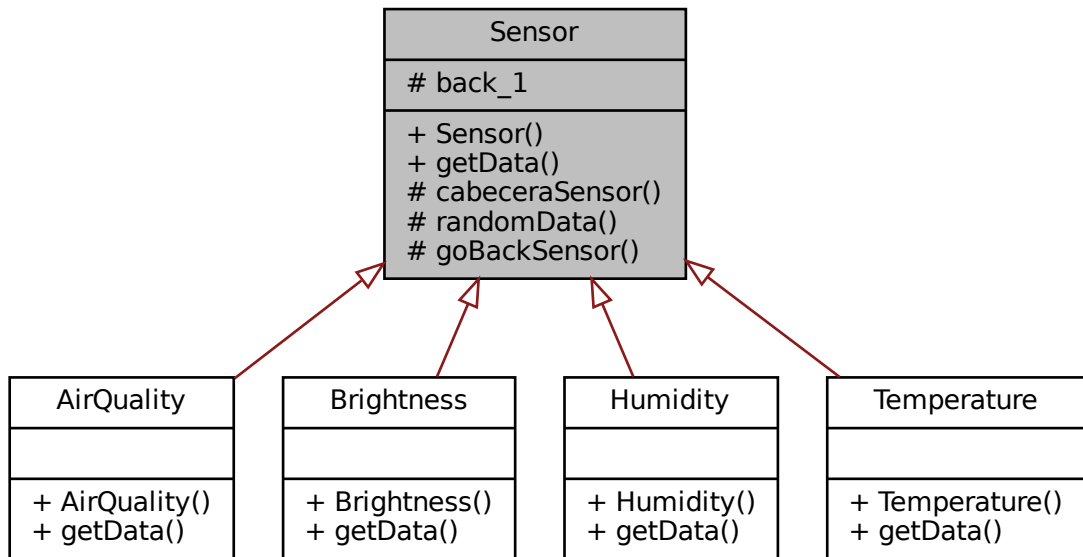 Sensor
# back_1
+ Sensor()
+ getData()
# cabeceraSensor()
# randomData()
# goBackSensor()
AirQuality
+ AirQuality()
+ getData()
Brightness
+ Brightness()
+ getData()
Humidity
+ Humidity()
+ getData()
Temperature
+ Temperature()
+ getData()